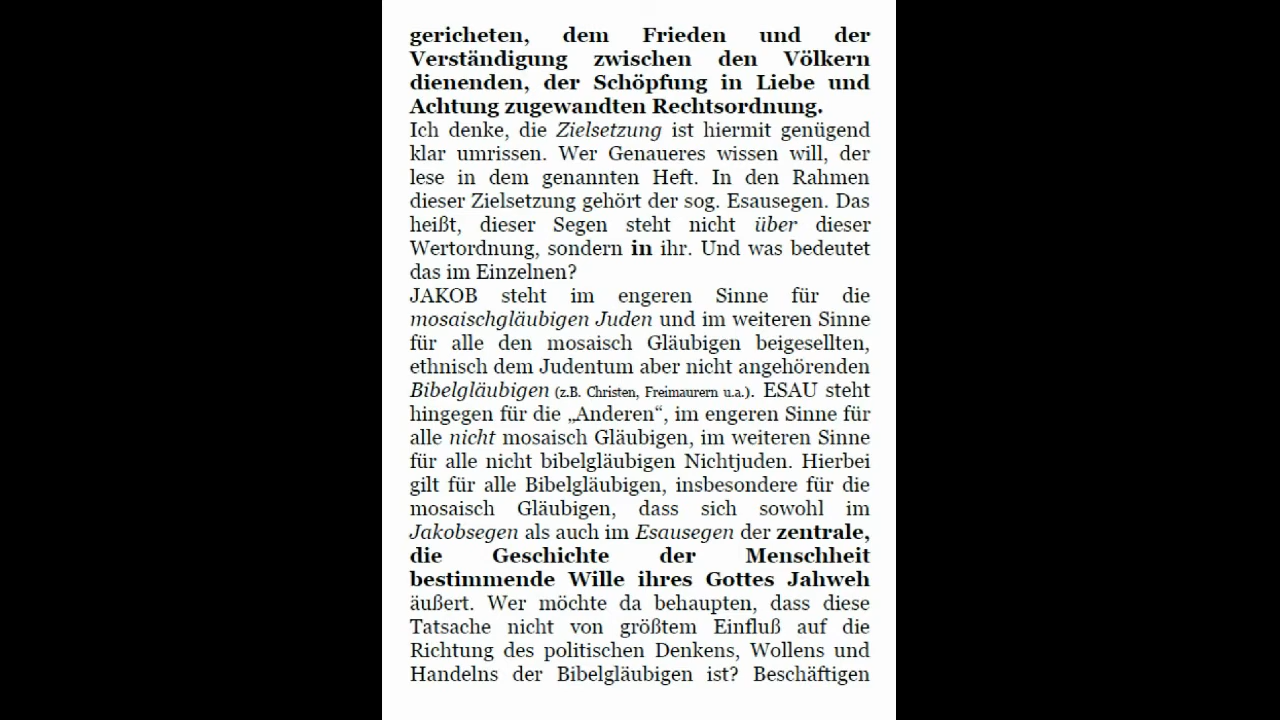 gerichteten, dem Frieden und der
Verständigung zwischen den Völkern
dienenden, der Schöpfung in Liebe und
Achtung zugewandten Rechtsordnung.
Ich denke, die Zielsetzung ist hiermit genügend
klar umrissen. Wer Genaueres wissen will, der
lese in dem genannten Heft. In den Rahmen
dieser Zielsetzung gehört der sog. Esausegen. Das
heißt, dieser Segen steht nicht über dieser
Wertordnung, sondern in ihr. Und was bedeutet
das im Einzelnen?
JAKOB steht im engeren Sinne für die
mosaischgläubigen Juden und im weiteren Sinne
für alle den mosaisch Gläubigen beigesellten,
ethnisch dem Judentum aber nicht angehörenden
Bibelgläubigen (z.B. Christen, Freimaurern u.a.). ESAU steht
hingegen für die „Anderen“, im engeren Sinne für
alle nicht mosaisch Gläubigen, im weiteren Sinne
für alle nicht bibelgläubigen Nichtjuden. Hierbei
gilt für alle Bibelgläubigen, insbesondere für die
mosaisch Gläubigen, dass sich sowohl im
Jakobsegen als auch im Esausegen der zentrale,
die Geschichte der Menschheit
bestimmende Wille ihres Gottes Jahweh
äußert. Wer möchte da behaupten, dass diese
Tatsache nicht von größtem Einfluß auf die
Richtung des politischen Denkens, Wollens und
Handelns der Bibelgläubigen ist? Beschäftigen